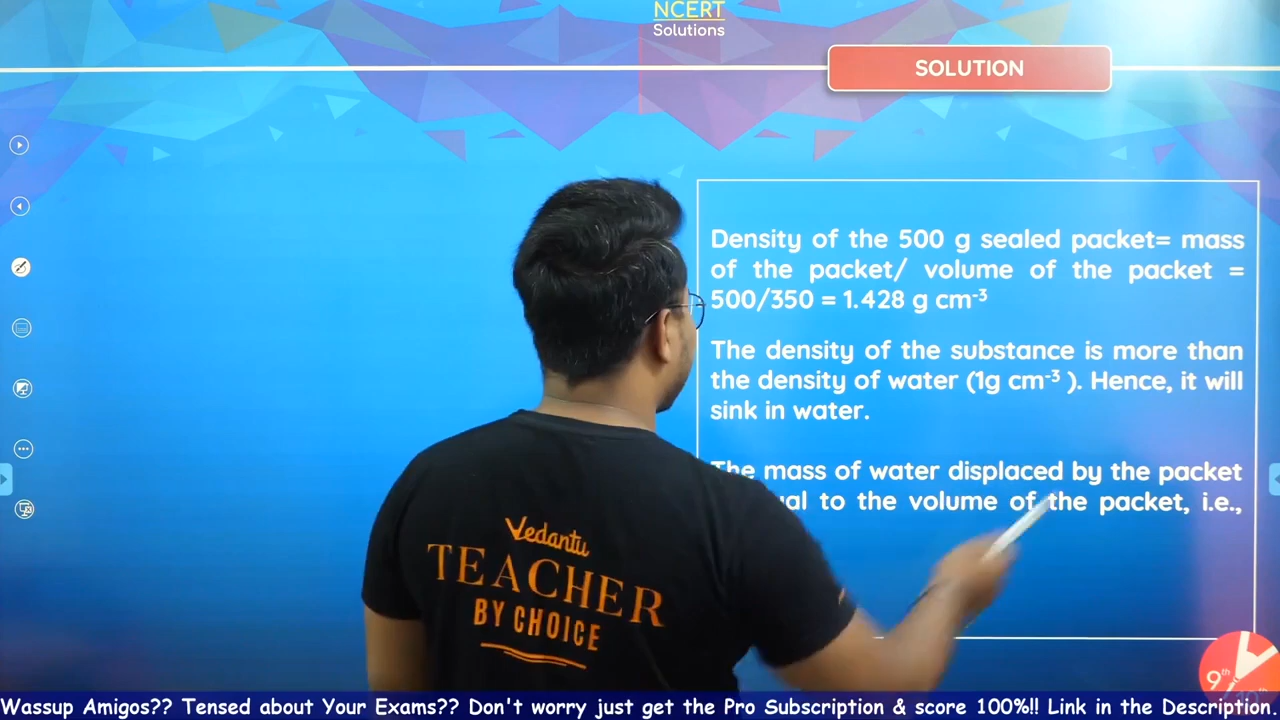 NCERT
Solutions
SOLUTION
Density of the 500 g sealed packet= mass
of the packet/ volume of the packet =
500/350 = 1.428 g cm⁻³
The density of the substance is more than
the density of water (1g cm⁻³ ). Hence, it will
sink in water.
The mass of water displaced by the packet
to the volume of the packet, i.e.,
Vedantu
TEACHER
BY CHOICE
9th
Wassup Amigos?? Tensed about Your Exams?? Don't worry just get the Pro Subscription & score 100%!! Link in the Description.